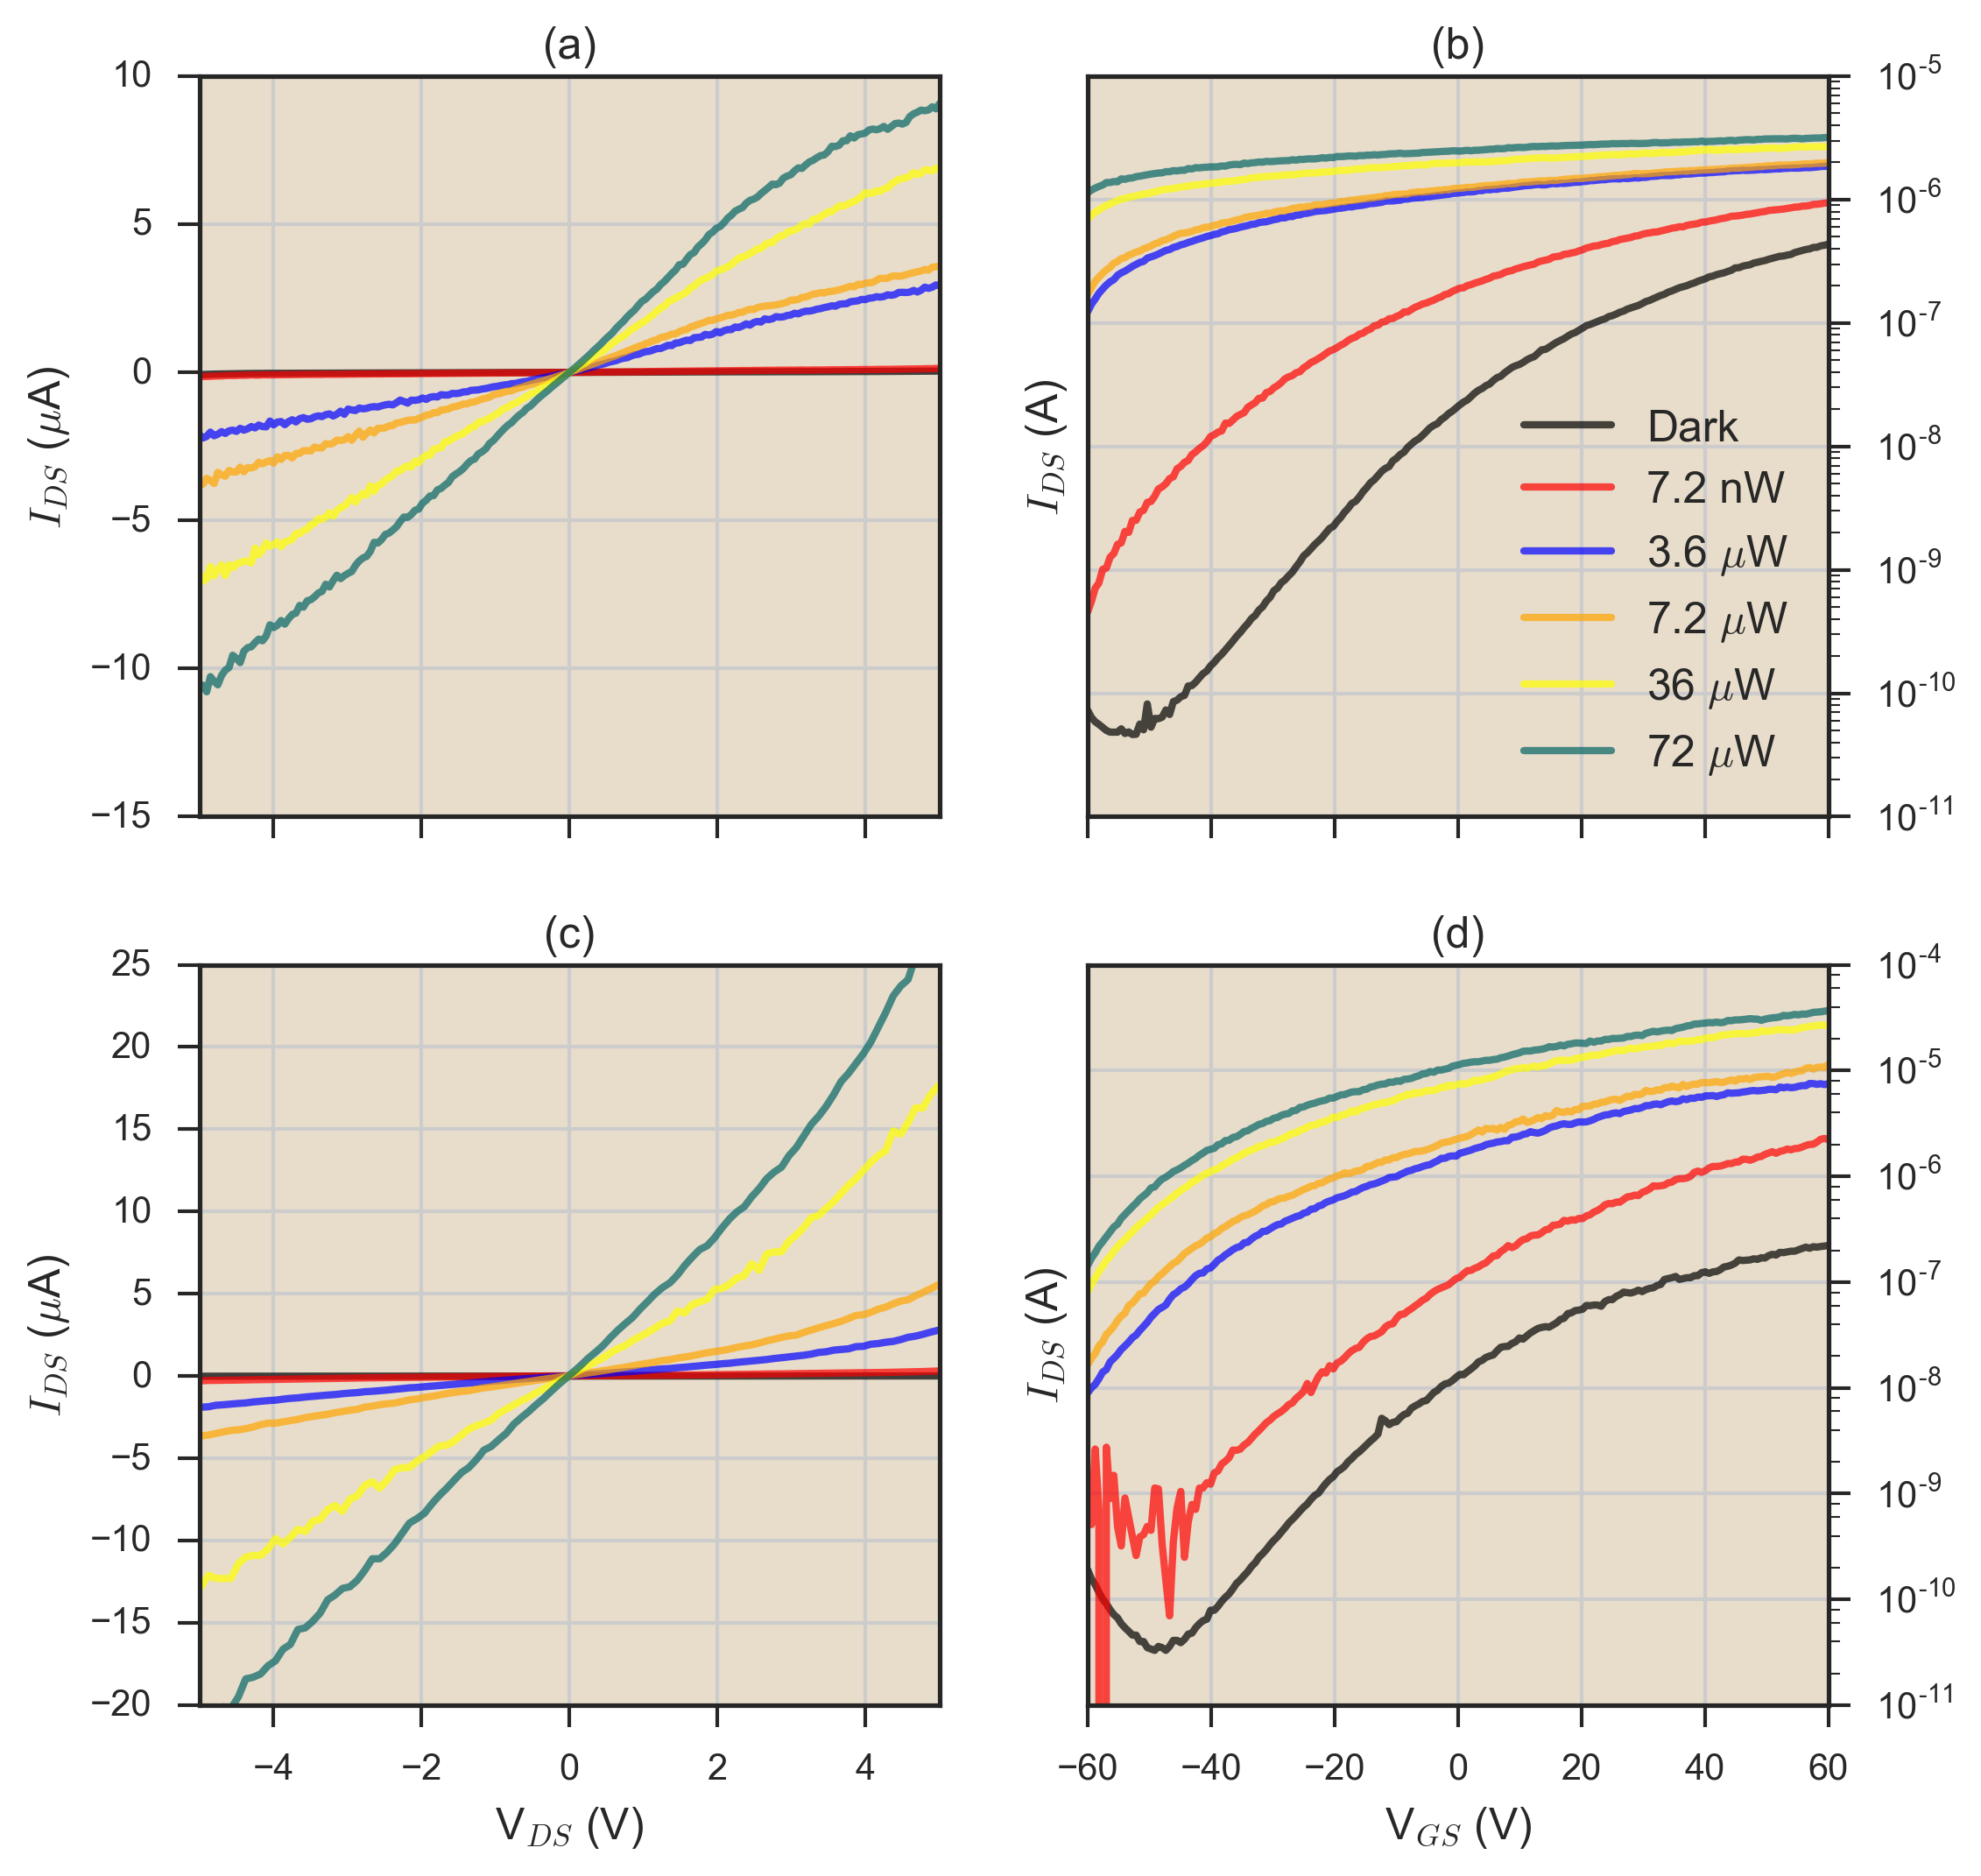 (a)
10
5
0
−5
−10
−15
I_DS (μA)
(b)
10^-5
10^-6
10^-7
10^-8
10^-9
10^-10
10^-11
I_DS (A)
Dark
7.2 nW
3.6 μW
7.2 μW
36 μW
72 μW
(c)
25
20
15
10
5
0
−5
−10
−15
−20
I_DS (μA)
−4 −2 0 2 4
V_DS (V)
(d)
10^-4
10^-5
10^-6
10^-7
10^-8
10^-9
10^-10
10^-11
I_DS (A)
−60 −40 −20 0 20 40 60
V_GS (V)